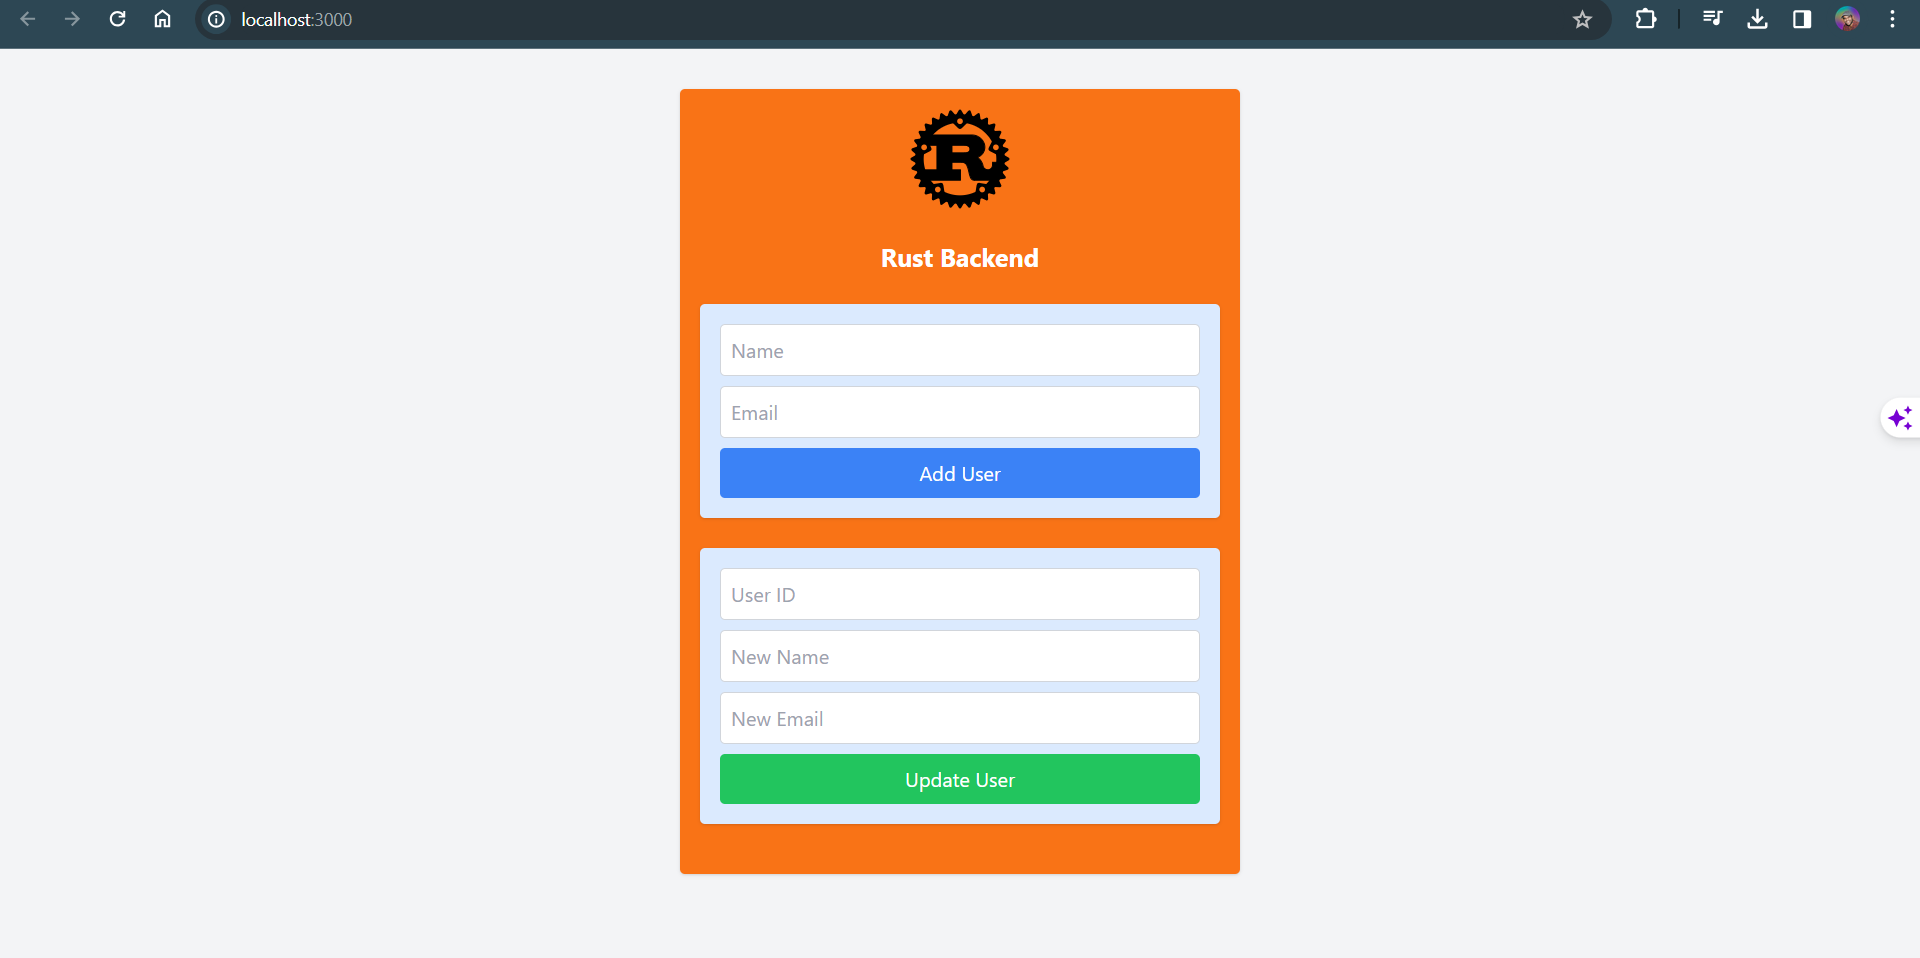 localhost:3000
R
Rust Backend
Name
Email
Add User
User ID
New Name
New Email
Update User